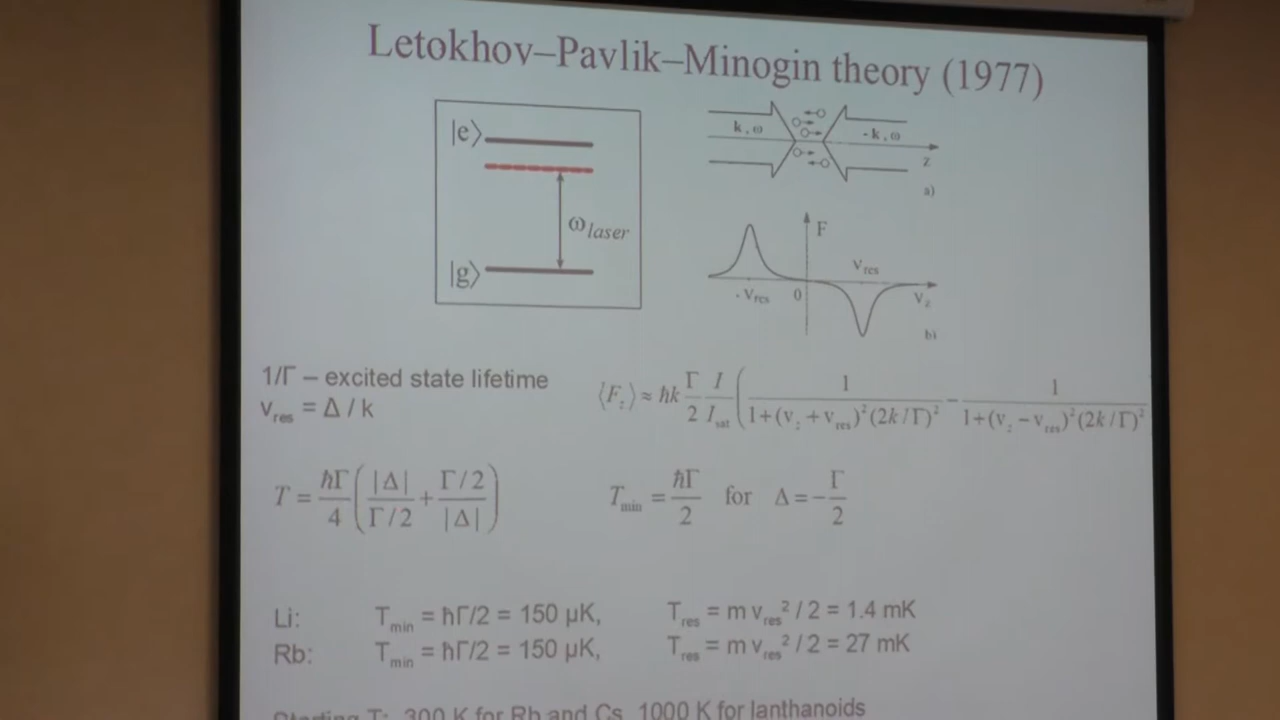 Letokhov–Pavlik–Minogin theory (1977)
|e⟩
ω laser
|g⟩
k, ω
-k, ω
z
a)
F
v_res
-v_res
0
v_z
b)
1/Γ – excited state lifetime
v_res = Δ / k
⟨F_z⟩ ≈ ħk Γ/2 I/I_sat ( 1/(1+(v_z +v_res)²(2k/Γ)²) − 1/(1+(v_z −v_res)²(2k/Γ)²)
T = ħΓ/4 ( |Δ|/(Γ/2) + (Γ/2)/|Δ| )
T_min = ħΓ/2 for Δ=−Γ/2
Li: T_min = ħΓ/2 = 150 µK, T_res = m v_res² / 2 = 1.4 mK
Rb: T_min = ħΓ/2 = 150 µK, T_res = m v_res² / 2 = 27 mK
Starting T: 300 K for Rb and Cs, 1000 K for lanthanoids